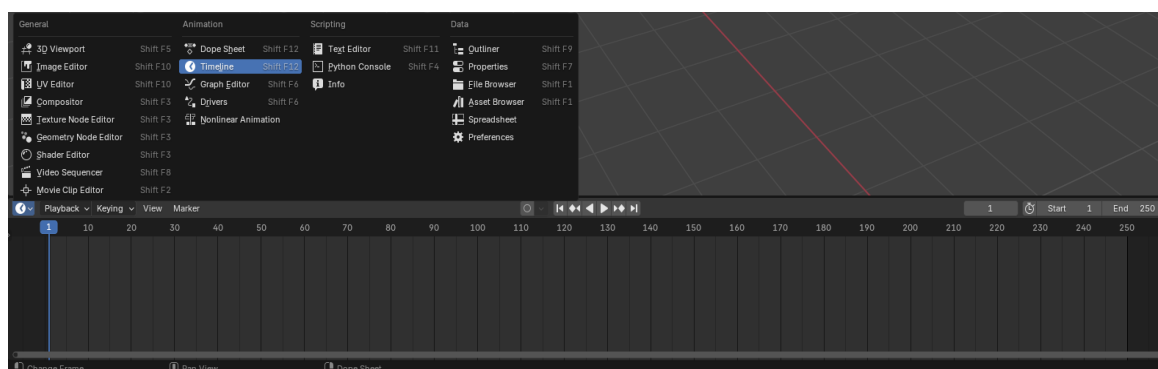 General Animation Scripting Data
3D Viewport Shift F5 Dope Sheet Shift F12 Text Editor Shift F11 Outliner Shift F9
Image Editor Shift F10 Timeline Shift F12 Python Console Shift F4 Properties Shift F7
UV Editor Shift F10 Graph Editor Shift F6 Info File Browser Shift F1
Compositor Shift F3 Drivers Shift F6 Asset Browser Shift F1
Texture Node Editor Shift F3 Nonlinear Animation Spreadsheet
Geometry Node Editor Shift F3 Preferences
Shader Editor Shift F3
Video Sequencer Shift F8
Movie Clip Editor Shift F2
Playback Keying View Marker 1 Start 1 End 250
1 10 20 30 40 50 60 70 80 90 100 110 120 130 140 150 160 170 180 190 200 210 220 230 240 250
Change Frame Pan View Dope Sheet